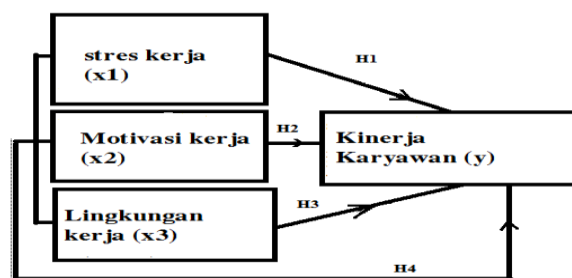 stres kerja
(x1)
H1
Motivasi kerja
(x2)
H2
Kinerja
Karyawan (y)
Lingkungan
kerja (x3)
H3
H4